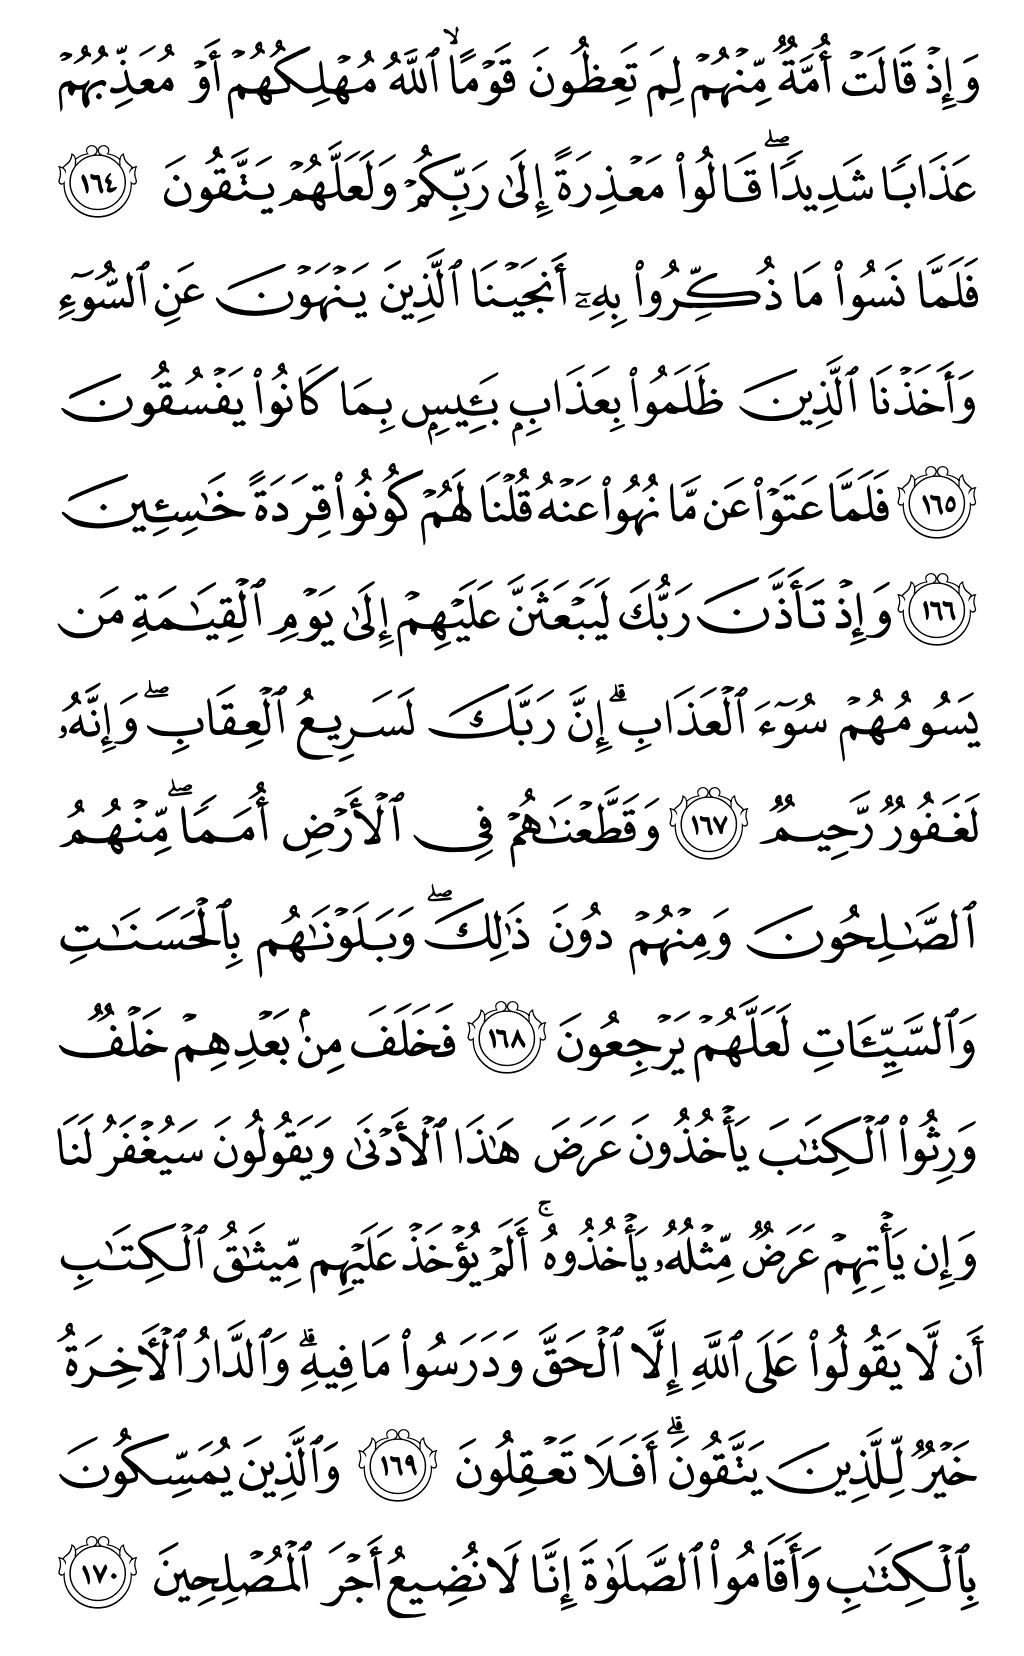 وَإِذۡ قَالَتۡ أُمَّةٞ مِّنۡهُمۡ لِمَ تَعِظُونَ قَوۡمًا ۙ ٱللَّهُ مُهۡلِكُهُمۡ أَوۡ مُعَذِّبُهُمۡ
عَذَابٗا شَدِيدٗا ۖ قَالُواْ مَعۡذِرَةً إِلَىٰ رَبِّكُمۡ وَلَعَلَّهُمۡ يَتَّقُونَ ١٦٤
فَلَمَّا نَسُواْ مَا ذُكِّرُواْ بِهِۦٓ أَنجَيۡنَا ٱلَّذِينَ يَنۡهَوۡنَ عَنِ ٱلسُّوٓءِ
وَأَخَذۡنَا ٱلَّذِينَ ظَلَمُواْ بِعَذَابِۭ بَـِٔيسِۭ بِمَا كَانُواْ يَفۡسُقُونَ
١٦٥ فَلَمَّا عَتَوۡاْ عَن مَّا نُهُواْ عَنۡهُ قُلۡنَا لَهُمۡ كُونُواْ قِرَدَةً خَٰسِـِٔينَ
١٦٦ وَإِذۡ تَأَذَّنَ رَبُّكَ لَيَبۡعَثَنَّ عَلَيۡهِمۡ إِلَىٰ يَوۡمِ ٱلۡقِيَٰمَةِ مَن
يَسُومُهُمۡ سُوٓءَ ٱلۡعَذَابِ ۗ إِنَّ رَبَّكَ لَسَرِيعُ ٱلۡعِقَابِ ۖ وَإِنَّهُۥ
لَغَفُورٞ رَّحِيمٞ ١٦٧ وَقَطَّعۡنَٰهُمۡ فِي ٱلۡأَرۡضِ أُمَمٗا ۖ مِّنۡهُمُ
ٱلصَّٰلِحُونَ وَمِنۡهُمۡ دُونَ ذَٰلِكَ ۖ وَبَلَوۡنَٰهُم بِٱلۡحَسَنَٰتِ
وَٱلسَّيِّـَٔاتِ لَعَلَّهُمۡ يَرۡجِعُونَ ١٦٨ فَخَلَفَ مِنۢ بَعۡدِهِمۡ خَلۡفٞ
وَرِثُواْ ٱلۡكِتَٰبَ يَأۡخُذُونَ عَرَضَ هَٰذَا ٱلۡأَدۡنَىٰ وَيَقُولُونَ سَيُغۡفَرُ لَنَا
وَإِن يَأۡتِهِمۡ عَرَضٞ مِّثۡلُهُۥ يَأۡخُذُوهُ ۚ أَلَمۡ يُؤۡخَذۡ عَلَيۡهِم مِّيثَٰقُ ٱلۡكِتَٰبِ
أَن لَّا يَقُولُواْ عَلَى ٱللَّهِ إِلَّا ٱلۡحَقَّ وَدَرَسُواْ مَا فِيهِ ۗ وَٱلدَّارُ ٱلۡأٓخِرَةُ
خَيۡرٞ لِّلَّذِينَ يَتَّقُونَ ۗ أَفَلَا تَعۡقِلُونَ ١٦٩ وَٱلَّذِينَ يُمَسِّكُونَ
بِٱلۡكِتَٰبِ وَأَقَامُواْ ٱلصَّلَوٰةَ إِنَّا لَا نُضِيعُ أَجۡرَ ٱلۡمُصۡلِحِينَ ١٧٠